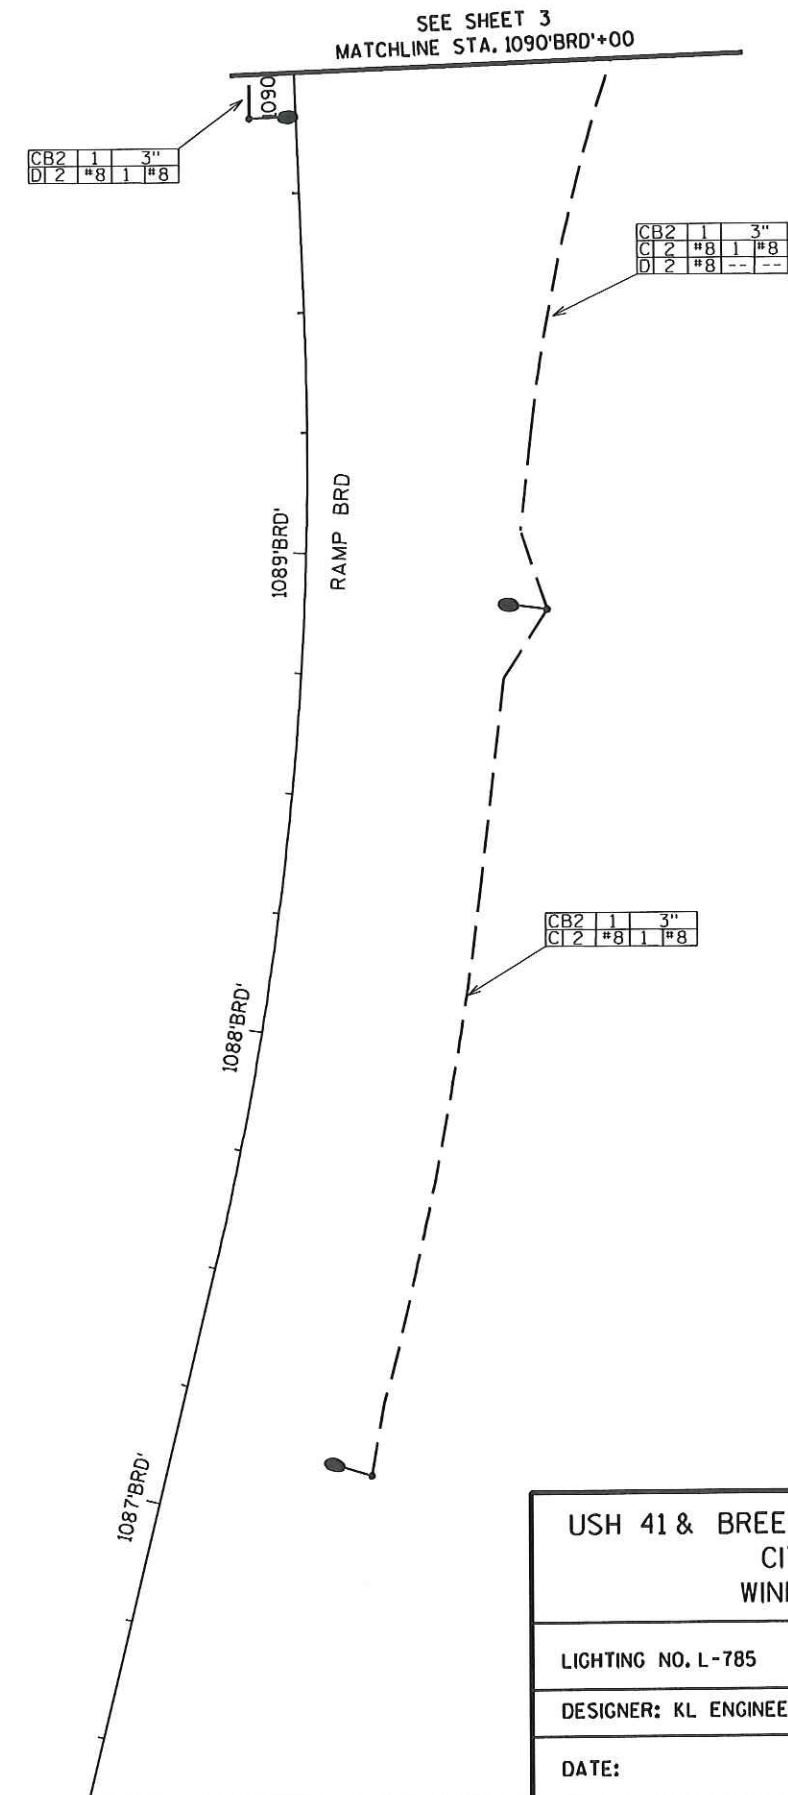 SEE SHEET 3
MATCHLINE STA. 1090'BRD'+00
1090
CB2 1 3"
D 2 #8 1 #8
CB2 1 3"
C 2 #8 1 #8
D 2 #8 -- --
RAMP BRD
1089'BRD'
CB2 1 3"
C 2 #8 1 #8
1088'BRD'
1087'BRD'
USH 41 & BREE
CI
WIN
LIGHTING NO. L-785
DESIGNER: KL ENGINEE
DATE: